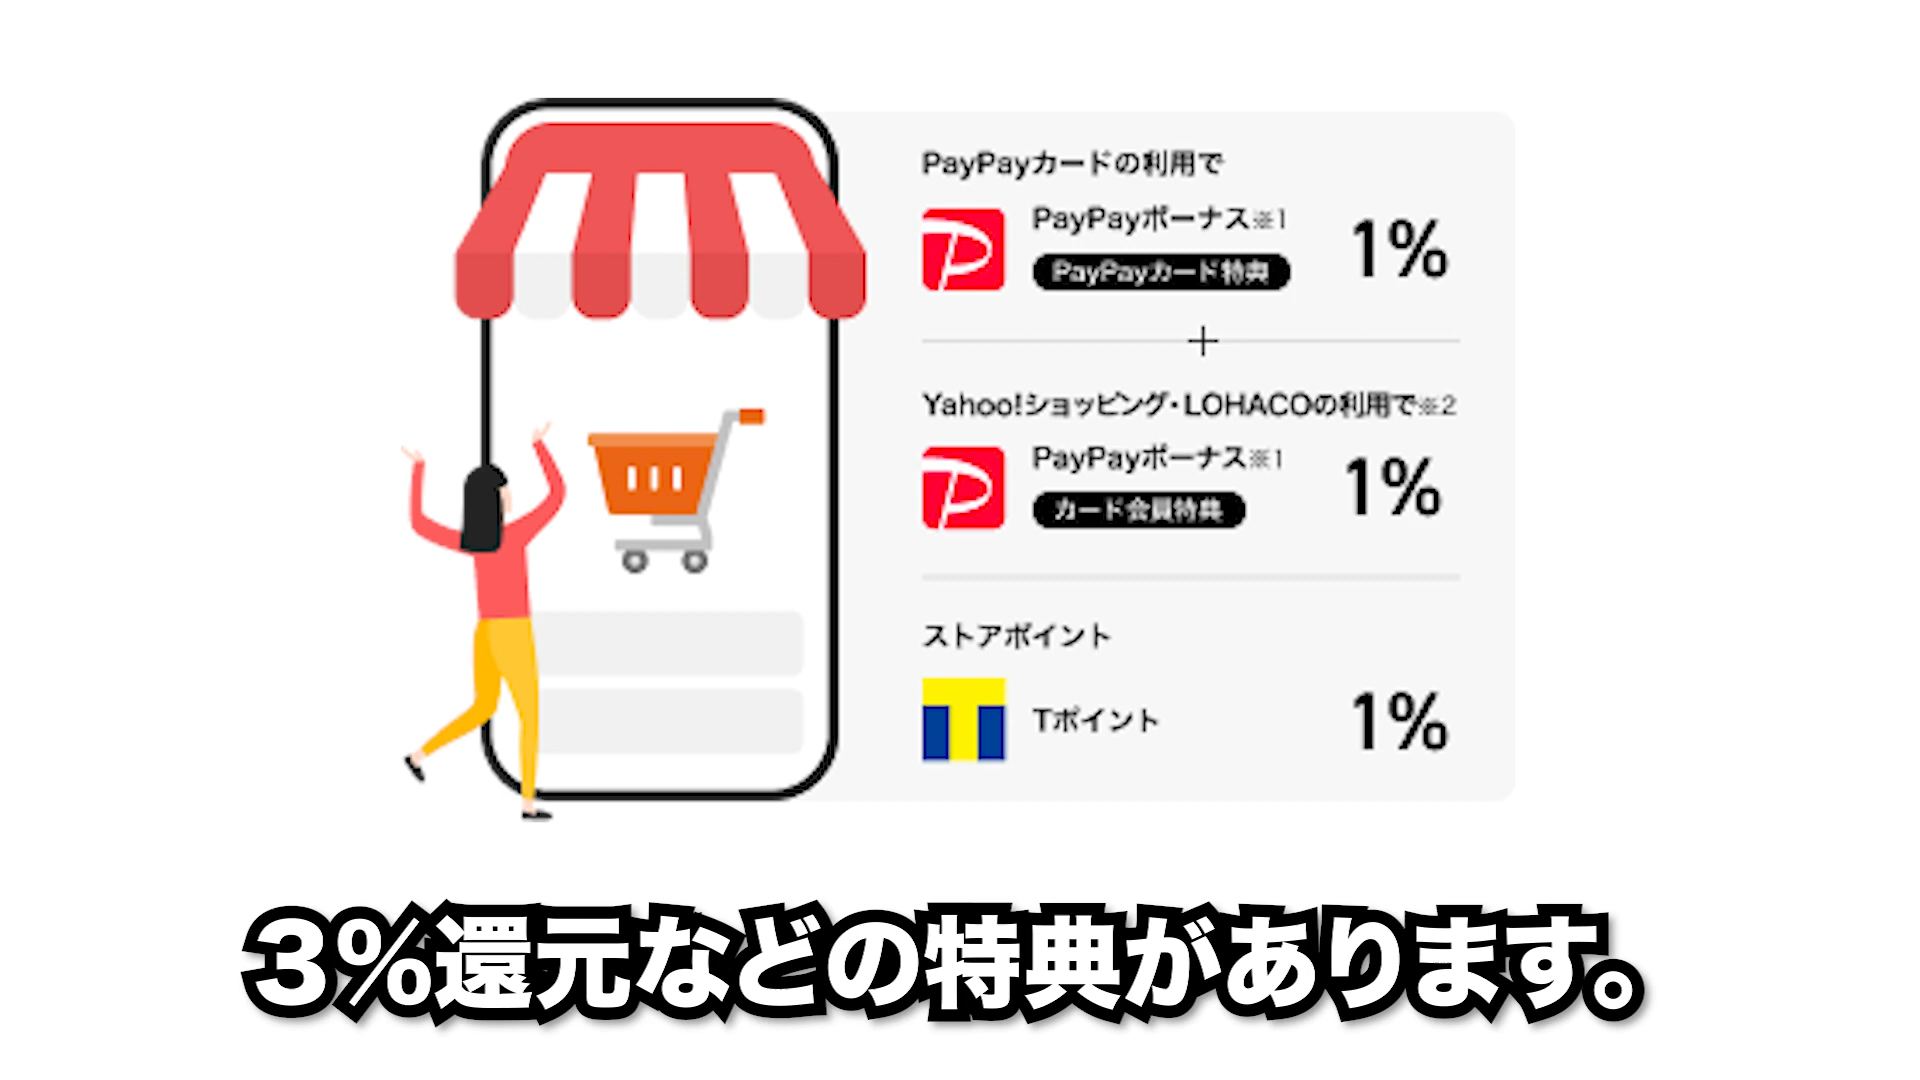 PayPayカードの利用で
PayPayボーナス※1
PayPayカード特典
1%
+
Yahoo!ショッピング・LOHACOの利用で※2
PayPayボーナス※1
カード会員特典
1%
ストアポイント
Tポイント
1%
3%還元などの特典があります。